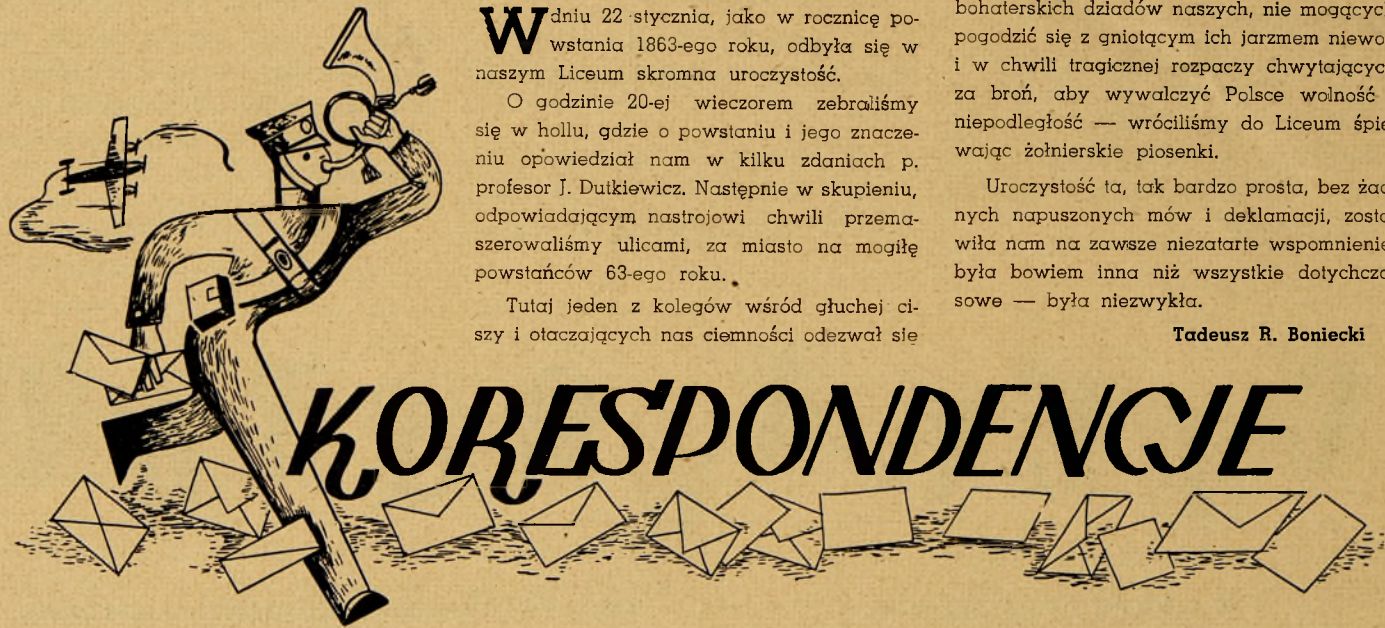 W dniu 22 stycznia, jako w rocznicę po-
wstania 1863-ego roku, odbyła się w
naszym Liceum skromna uroczystość.
O godzinie 20-ej wieczorem zebraliśmy
się w hollu, gdzie o powstaniu i jego znacze-
niu opowiedział nam w kilku zdaniach p.
profesor J. Dutkiewicz. Następnie w skupieniu,
odpowiadającym nastrojowi chwili przema-
szerowaliśmy ulicami, za miasto na mogiłę
powstańców 63-ego roku.
Tutaj jeden z kolegów wśród głuchej ci-
szy i otaczających nas ciemności odezwał się
bohaterskich dziadów naszych, nie mogącyc
pogodzić się z gniotącym ich jarzmem niewo
i w chwili tragicznej rozpaczy chwytającyc
za broń, aby wywalczyć Polsce wolność
niepodległość — wróciliśmy do Liceum śpie
wając żołnierskie piosenki.
Uroczystość ta, tak bardzo prosta, bez żad
nych napuszonych mów i deklamacji, zosta
wiła nam na zawsze niezatarte wspomnienie
była bowiem inna niż wszystkie dotychcza
sowe — była niezwykła.
Tadeusz R. Boniecki
KORESPONDENCJE